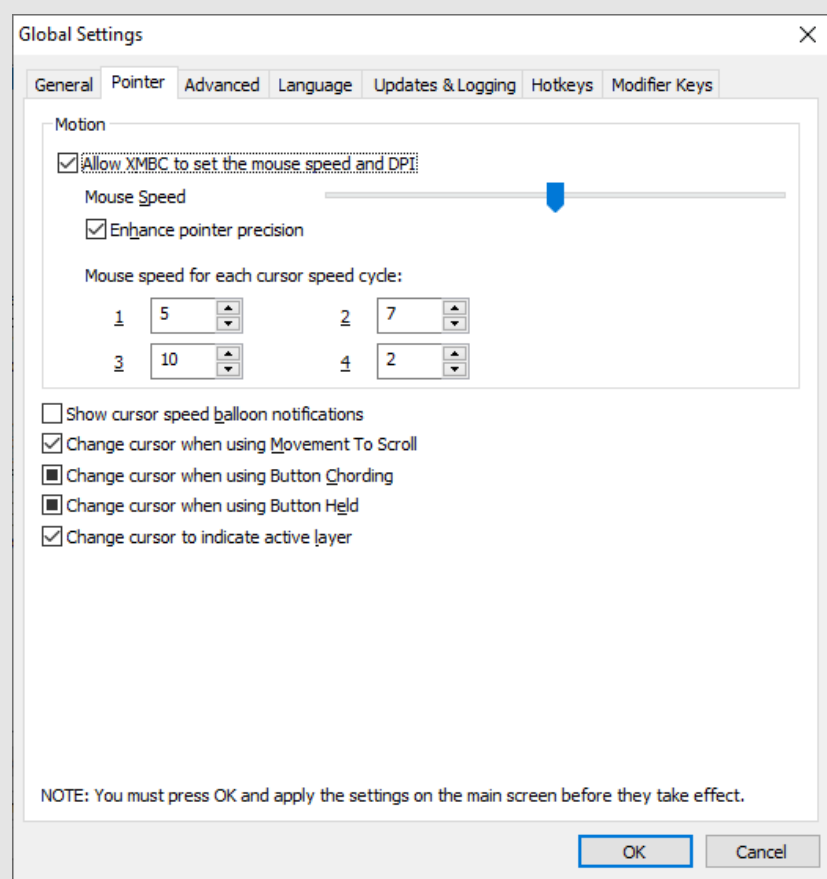 Global Settings
General Pointer Advanced Language Updates & Logging Hotkeys Modifier Keys
Motion
Allow XMBC to set the mouse speed and DPI
Mouse Speed
Enhance pointer precision
Mouse speed for each cursor speed cycle:
1 5 2 7
3 10 4 2
Show cursor speed balloon notifications
Change cursor when using Movement To Scroll
Change cursor when using Button Chording
Change cursor when using Button Held
Change cursor to indicate active layer
NOTE: You must press OK and apply the settings on the main screen before they take effect.
OK Cancel